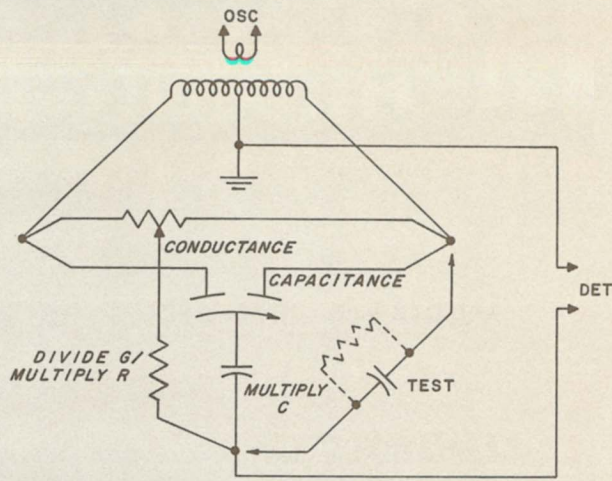 OSC
CONDUCTANCE
CAPACITANCE
DET
DIVIDE G/
MULTIPLY R
MULTIPLY
C
TEST